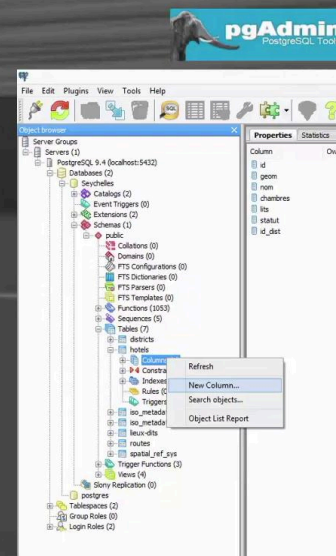 pgAdmin
PostgreSQL Tool
File Edit Plugins View Tools Help
SQL
Object browser
Server Groups
Servers (1)
PostgreSQL 9.4 (localhost:5432)
Databases (2)
Seychelles
Catalogs (2)
Event Triggers (0)
Extensions (2)
Schemas (1)
public
Collations (0)
Domains (0)
FTS Configurations (0)
FTS Dictionaries (0)
FTS Parsers (0)
FTS Templates (0)
Functions (1053)
Sequences (5)
Tables (7)
districts
hotels
Column
Constra
Indexes
Rules (0
Triggers
iso_metada
iso_metada
lieux-dits
routes
spatial_ref_sys
Trigger Functions (3)
Views (4)
Slony Replication (0)
postgres
Tablespaces (2)
Group Roles (0)
Login Roles (2)
Refresh
New Column...
Search objects...
Object List Report
Properties Statistics
Column Ow
id
geom
nom
chambres
lits
statut
id_dist